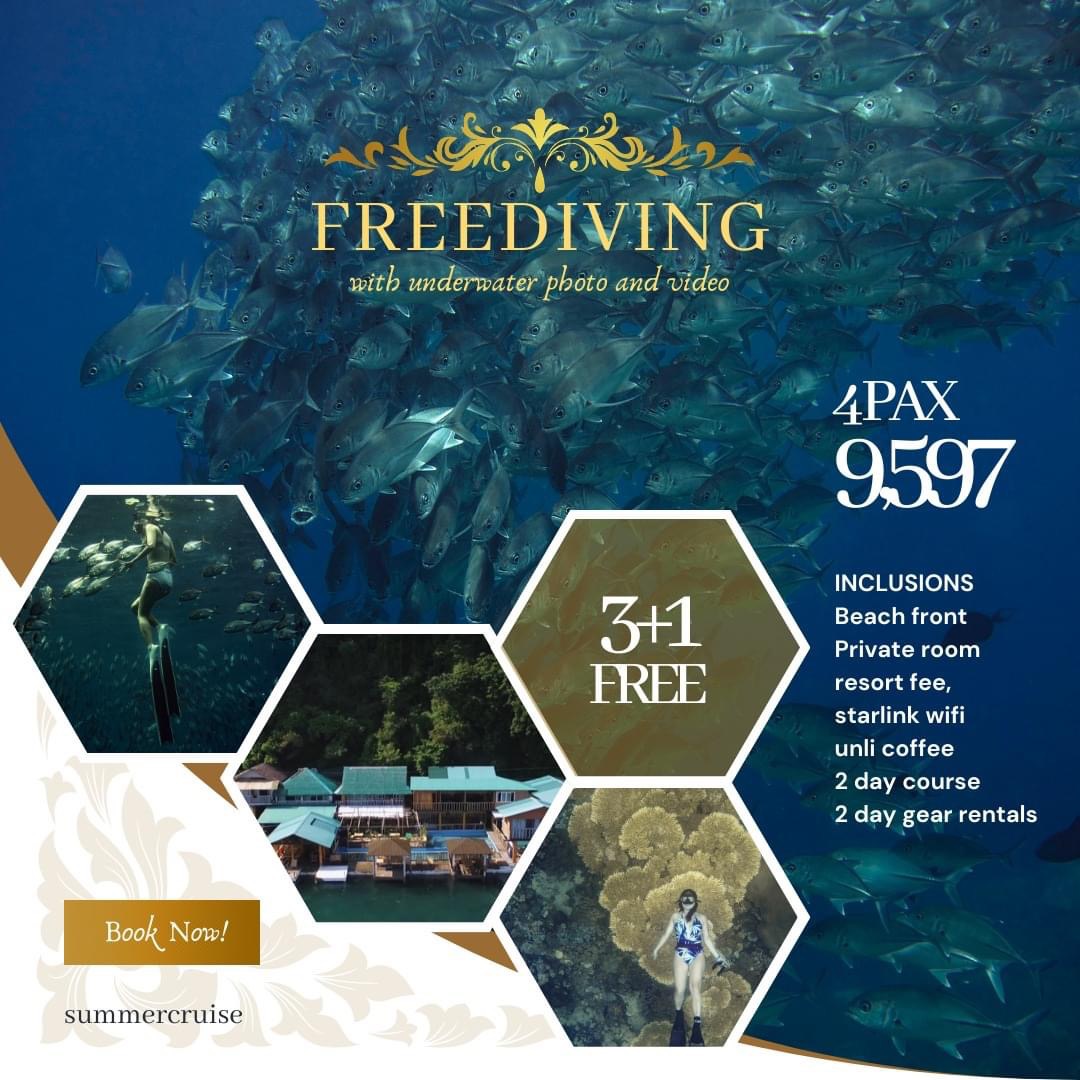 FREEDIVING
with underwater photo and video
4PAX
9,597
INCLUSIONS
Beach front
Private room
resort fee,
starlink wifi
unli coffee
2 day course
2 day gear rentals
3+1
FREE
Book Now!
summercruise